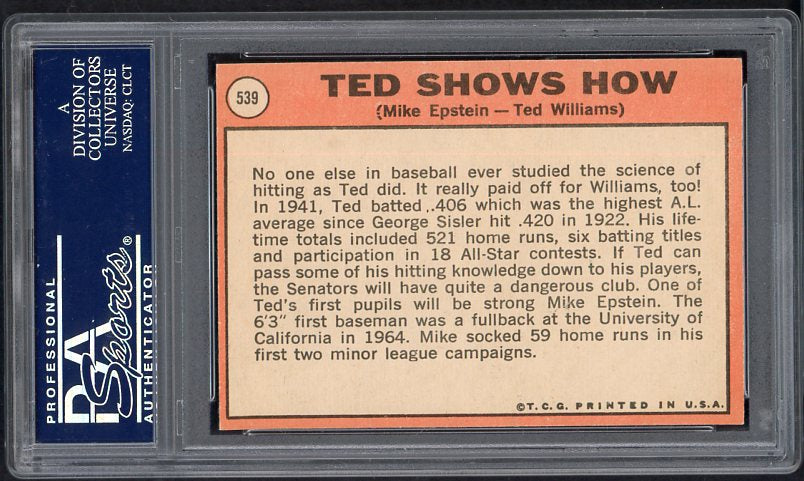 A
DIVISION OF
COLLECTORS
UNIVERSE
NASDAQ: CLCT
PROFESSIONAL
PSA
Sports®
AUTHENTICATOR
539
TED SHOWS HOW
(Mike Epstein — Ted Williams)
No one else in baseball ever studied the science of
hitting as Ted did. It really paid off for Williams, too!
In 1941, Ted batted .406 which was the highest A.L.
average since George Sisler hit .420 in 1922. His life-
time totals included 521 home runs, six batting titles
and participation in 18 All-Star contests. If Ted can
pass some of his hitting knowledge down to his players,
the Senators will have quite a dangerous club. One of
Ted's first pupils will be strong Mike Epstein. The
6'3" first baseman was a fullback at the University of
California in 1964. Mike socked 59 home runs in his
first two minor league campaigns.
©T.C.G. PRINTED IN U.S.A.